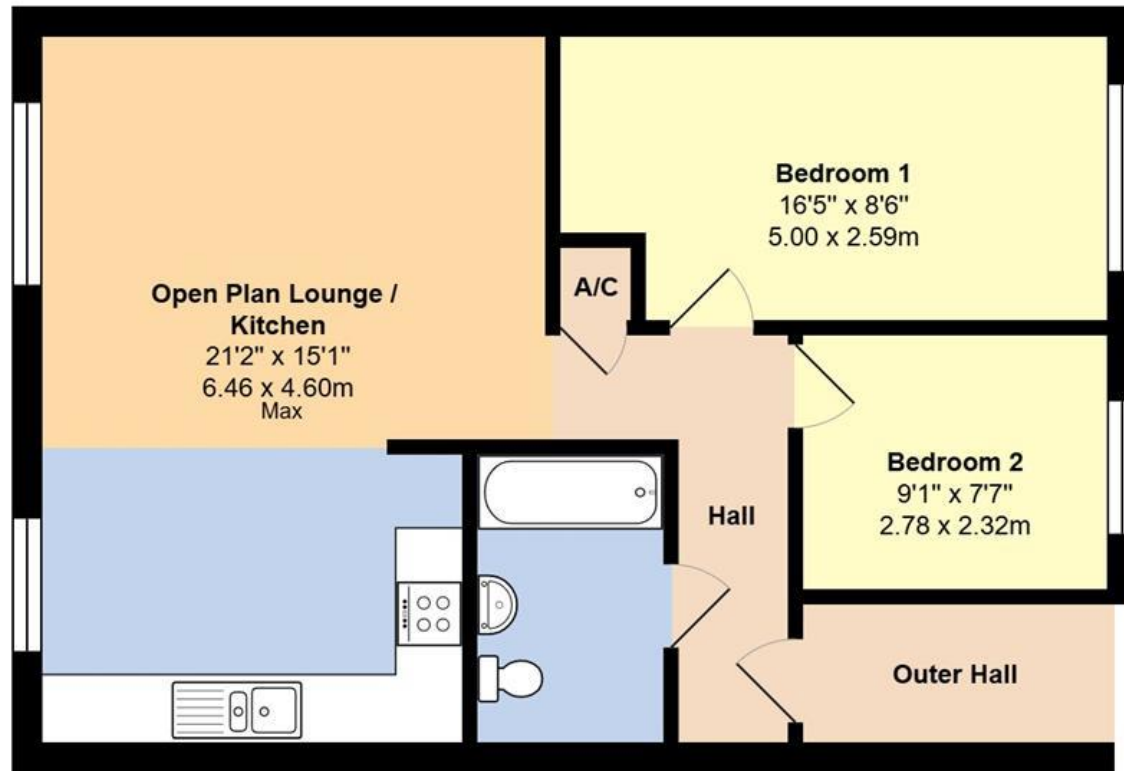 Bedroom 1
16'5" x 8'6"
5.00 x 2.59m
A/C
Open Plan Lounge /
Kitchen
21'2" x 15'1"
6.46 x 4.60m
Max
Bedroom 2
9'1" x 7'7"
2.78 x 2.32m
Hall
Outer Hall